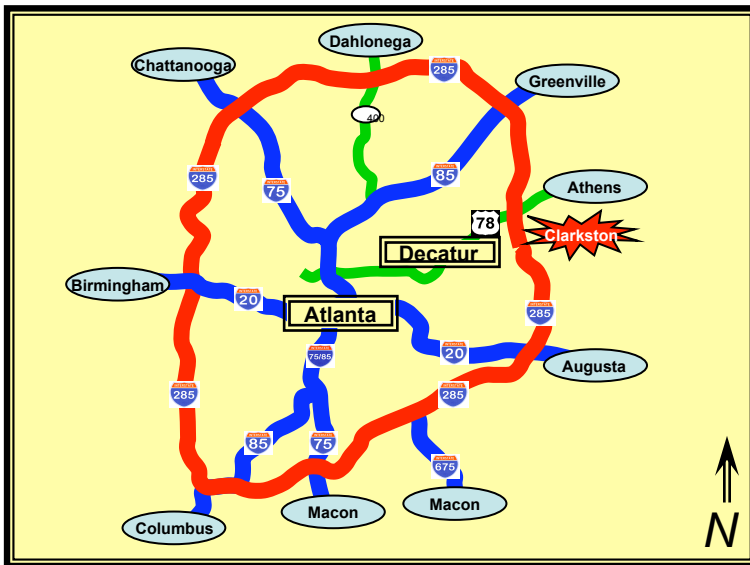 Dahlonega
Chattanooga
285
Greenville
400
285
75
85
Athens
78
Clarkston
Decatur
Birmingham
20
Atlanta
285
75/85
20
Augusta
285
285
85
75
675
Macon
Macon
Columbus
N